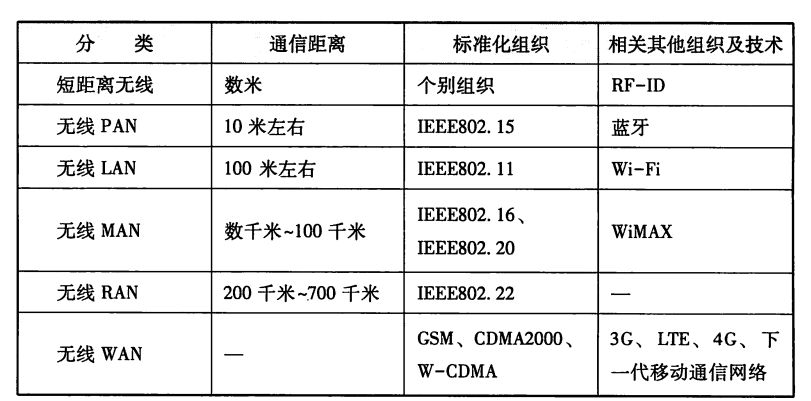 分 类 通信距离 标准化组织 相关其他组织及技术
短距离无线 数米 个别组织 RF-ID
无线 PAN 10 米左右 IEEE802.15 蓝牙
无线 LAN 100 米左右 IEEE802.11 Wi-Fi
无线 MAN 数千米~100 千米 IEEE802.16、
IEEE802.20 WiMAX
无线 RAN 200 千米~700 千米 IEEE802.22 —
无线 WAN — GSM、CDMA2000、
W-CDMA 3G、LTE、4G、下
一代移动通信网络